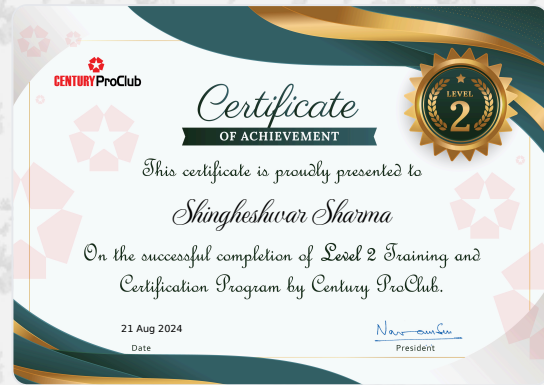 CENTURY ProClub
LEVEL
2
Certificate
OF ACHIEVEMENT
This certificate is proudly presented to
Shingheshwar Sharma
On the successful completion of Level 2 Training and
Certification Program by Century ProClub.
21 Aug 2024
Date
President